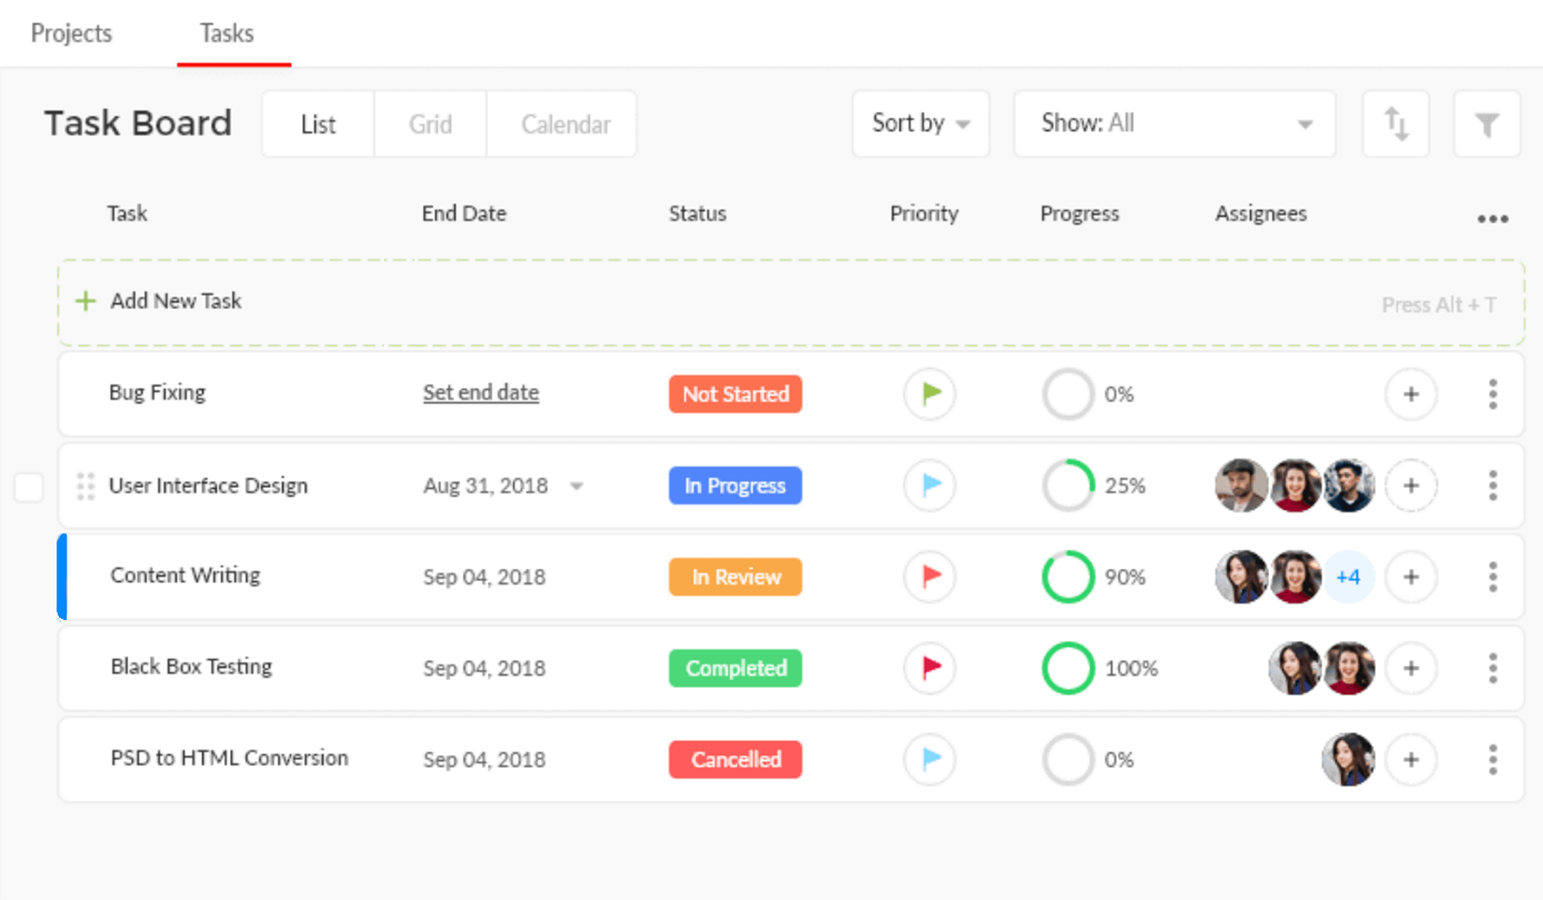 Projects Tasks
Task Board List Grid Calendar Sort by Show: All
Task End Date Status Priority Progress Assignees
+ Add New Task Press Alt + T
Bug Fixing Set end date Not Started 0% +
User Interface Design Aug 31, 2018 In Progress 25% +
Content Writing Sep 04, 2018 In Review 90% +4 +
Black Box Testing Sep 04, 2018 Completed 100% +
PSD to HTML Conversion Sep 04, 2018 Cancelled 0% +